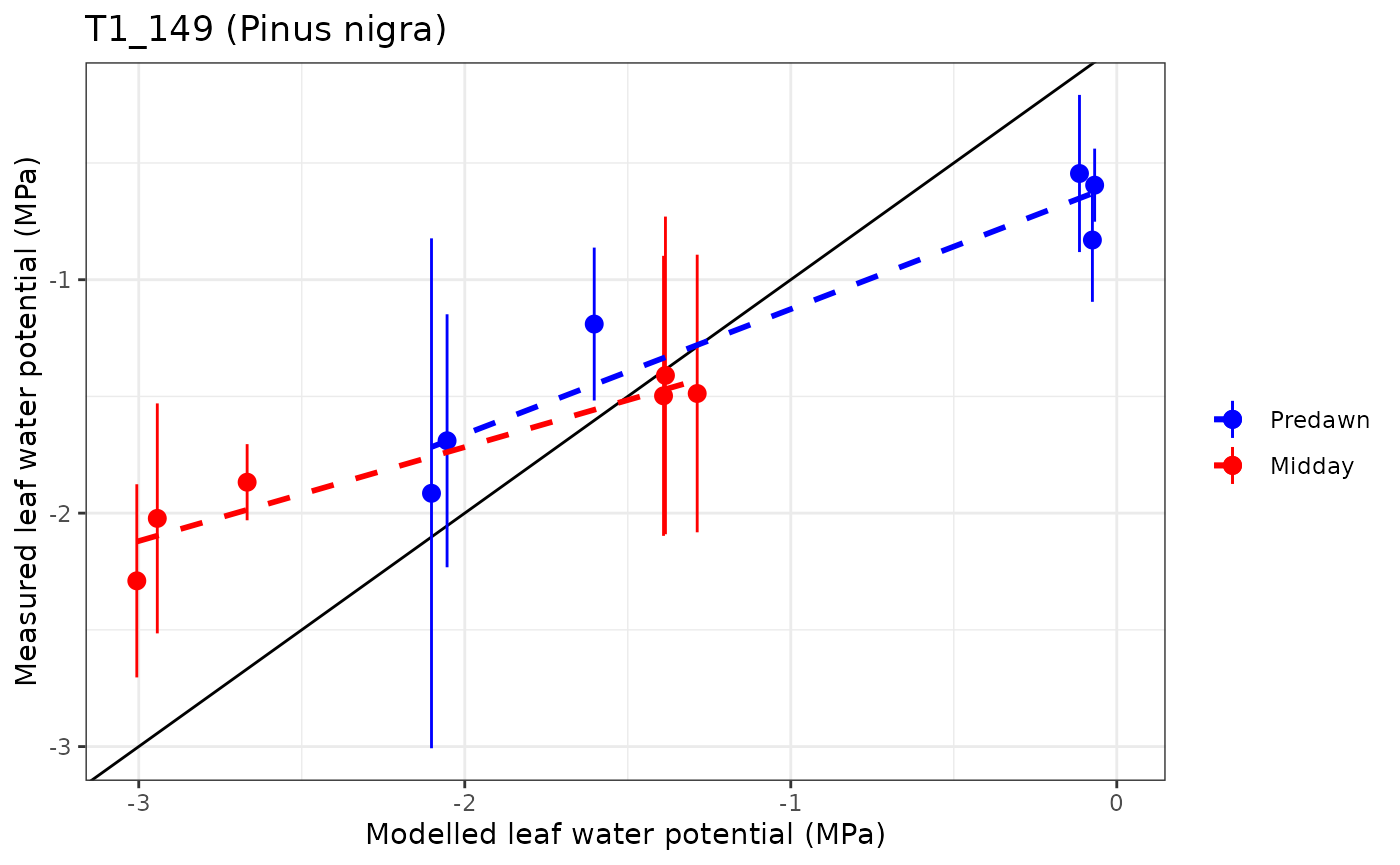 T1_149 (Pinus nigra)
Measured leaf water potential (MPa)
-1
-2
-3
-3
-2
-1
0
Modelled leaf water potential (MPa)
Predawn
Midday